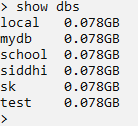 > show dbs
local   0.078GB
mydb    0.078GB
school  0.078GB
siddhi  0.078GB
sk      0.078GB
test    0.078GB
>